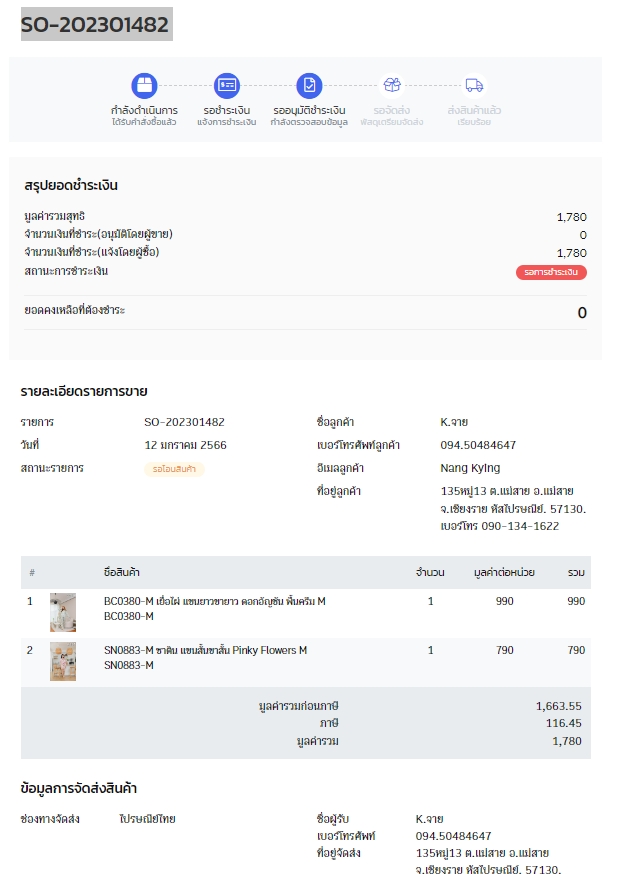 SO-202301482
กำลังดำเนินการ
ได้รับคำสั่งซื้อแล้ว
รอชำระเงิน
แจ้งการชำระเงิน
รออนุมัติชำระเงิน
กำลังตรวจสอบข้อมูล
รอจัดส่ง
พัสดุเตรียมจัดส่ง
ส่งสินค้าแล้ว
เรียบร้อย
สรุปยอดชำระเงิน
มูลค่ารวมสุทธิ 1,780
จำนวนเงินที่ชำระ(อนุมัติโดยผู้ขาย) 0
จำนวนเงินที่ชำระ(แจ้งโดยผู้ซื้อ) 1,780
สถานะการชำระเงิน รอการชำระเงิน
ยอดคงเหลือที่ต้องชำระ 0
รายละเอียดรายการขาย
รายการ SO-202301482 ชื่อลูกค้า K.จาย
วันที่ 12 มกราคม 2566 เบอร์โทรศัพท์ลูกค้า 094.50484647
สถานะรายการ รอโอนสินค้า อีเมลลูกค้า Nang Kying
ที่อยู่ลูกค้า 135หมู่13 ต.แม่สาย อ.แม่สาย
จ.เชียงราย หัสไปรษณีย์. 57130.
เบอร์โทร 090-134-1622
# ชื่อสินค้า จำนวน มูลค่าต่อหน่วย รวม
1 BC0380-M เยื่อไผ่ แขนยาวขายาว ดอกอัญชัน พื้นครีม M 1 990 990
BC0380-M
2 SN0883-M ซาติน แขนสั้นขาสั้น Pinky Flowers M 1 790 790
SN0883-M
มูลค่ารวมก่อนภาษี 1,663.55
ภาษี 116.45
มูลค่ารวม 1,780
ข้อมูลการจัดส่งสินค้า
ช่องทางจัดส่ง ไปรษณีย์ไทย ชื่อผู้รับ K.จาย
เบอร์โทรศัพท์ 094.50484647
ที่อยู่จัดส่ง 135หมู่13 ต.แม่สาย อ.แม่สาย
จ.เชียงราย หัสไปรษณีย์. 57130.